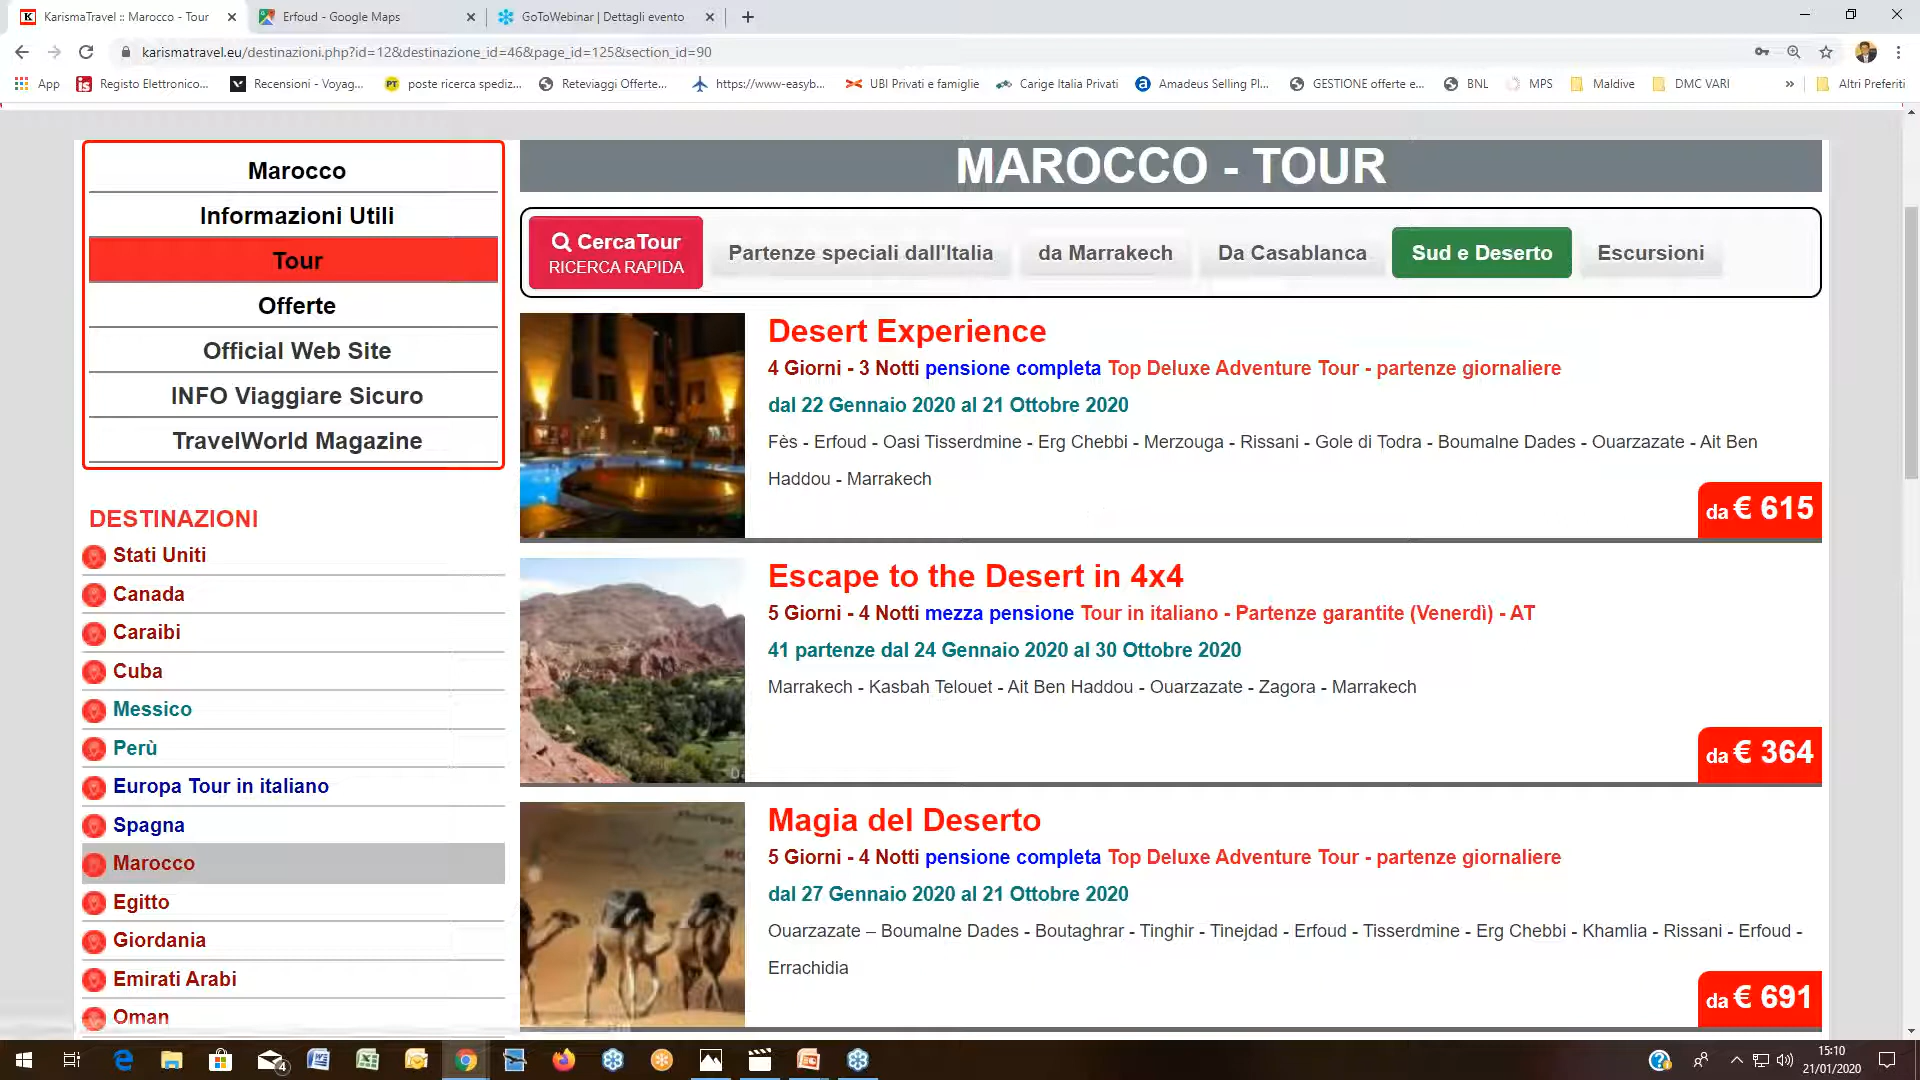 KarismaTravel :: Marocco - Tour
Erfoud - Google Maps
GoToWebinar | Dettagli evento
karismatravel.eu/destinazioni.php?id=12&destinazione_id=46&page_id=125&section_id=90
App
Registo Elettronico...
Recensioni - Voyag...
poste ricerca spediz...
Reteviaggi Offerte...
https://www-easyb...
UBI Privati e famiglie
Carige Italia Privati
Amadeus Selling Pl...
GESTIONE offerte e...
BNL
MPS
Maldive
DMC VARI
»
Altri Preferiti
Marocco
Informazioni Utili
Tour
Offerte
Official Web Site
INFO Viaggiare Sicuro
TravelWorld Magazine
DESTINAZIONI
Stati Uniti
Canada
Caraibi
Cuba
Messico
Perù
Europa Tour in italiano
Spagna
Marocco
Egitto
Giordania
Emirati Arabi
Oman
MAROCCO - TOUR
CercaTour
RICERCA RAPIDA
Partenze speciali dall'Italia
da Marrakech
Da Casablanca
Sud e Deserto
Escursioni
Desert Experience
4 Giorni - 3 Notti pensione completa Top Deluxe Adventure Tour - partenze giornaliere
dal 22 Gennaio 2020 al 21 Ottobre 2020
Fès - Erfoud - Oasi Tisserdmine - Erg Chebbi - Merzouga - Rissani - Gole di Todra - Boumalne Dades - Ouarzazate - Ait Ben
Haddou - Marrakech
da € 615
Escape to the Desert in 4x4
5 Giorni - 4 Notti mezza pensione Tour in italiano - Partenze garantite (Venerdì) - AT
41 partenze dal 24 Gennaio 2020 al 30 Ottobre 2020
Marrakech - Kasbah Telouet - Ait Ben Haddou - Ouarzazate - Zagora - Marrakech
da € 364
Magia del Deserto
5 Giorni - 4 Notti pensione completa Top Deluxe Adventure Tour - partenze giornaliere
dal 27 Gennaio 2020 al 21 Ottobre 2020
Ouarzazate – Boumalne Dades - Boutaghrar - Tinghir - Tinejdad - Erfoud - Tisserdmine - Erg Chebbi - Khamlia - Rissani - Erfoud -
Errachidia
da € 691
4
15:10
21/01/2020